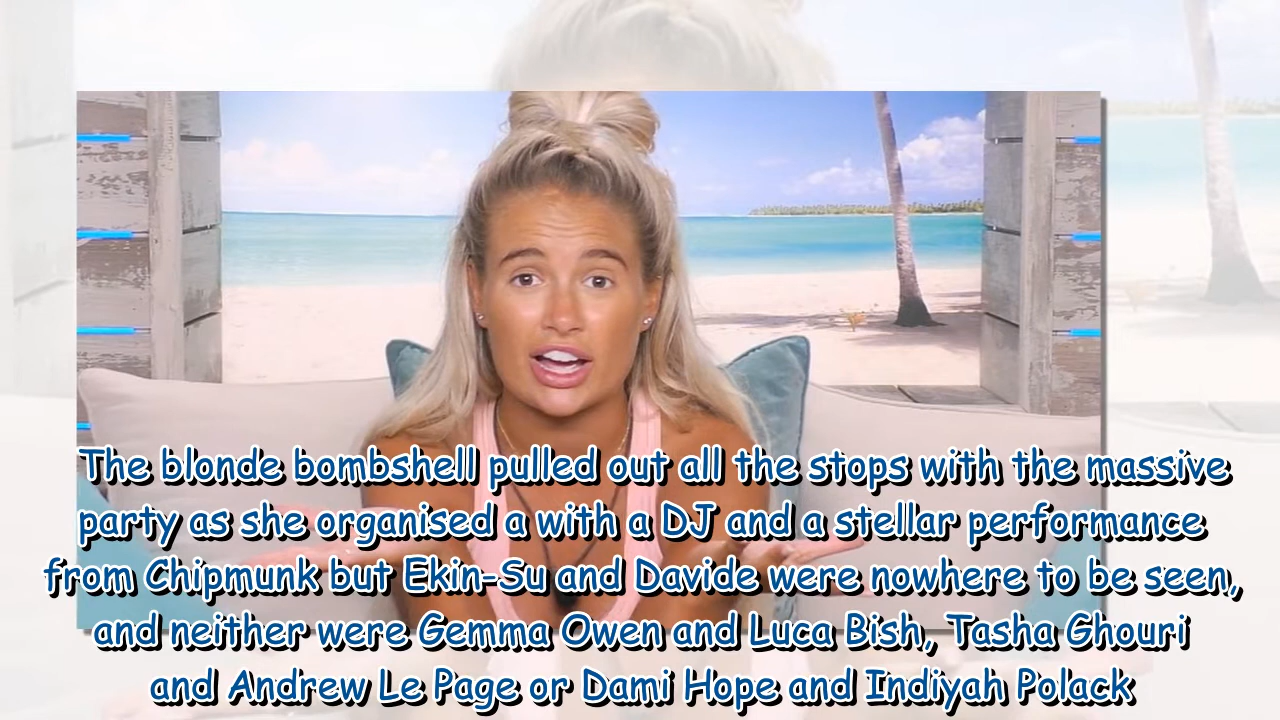 The blonde bombshell pulled out all the stops with the massive
party as she organised a with a DJ and a stellar performance
from Chipmunk but Ekin-Su and Davide were nowhere to be seen,
and neither were Gemma Owen and Luca Bish, Tasha Ghouri
and Andrew Le Page or Dami Hope and Indiyah Polack